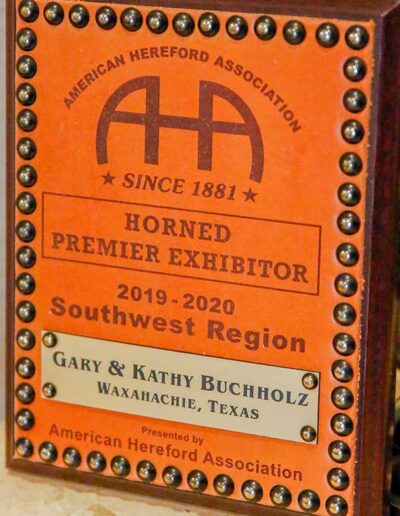 AMERICAN HEREFORD ASSOCIATION
AHA
★ SINCE 1881 ★
HORNED
PREMIER EXHIBITOR
2019 - 2020
Southwest Region
GARY & KATHY BUCHHOLZ
WAXAHACHIE, TEXAS
Presented by
American Hereford Association